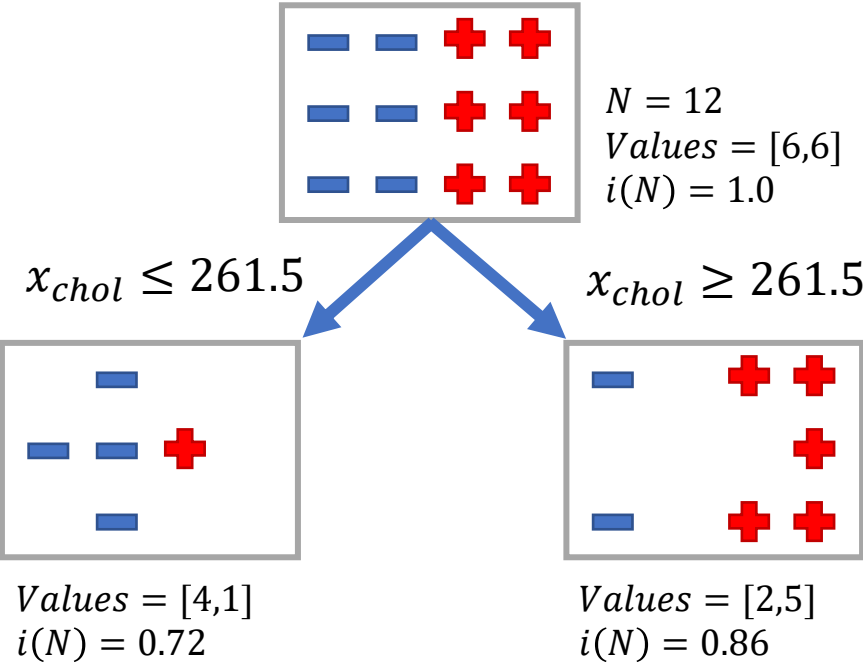 N = 12
Values = [6,6]
i(N) = 1.0
x_chol ≤ 261.5
x_chol ≥ 261.5
Values = [4,1]
i(N) = 0.72
Values = [2,5]
i(N) = 0.86